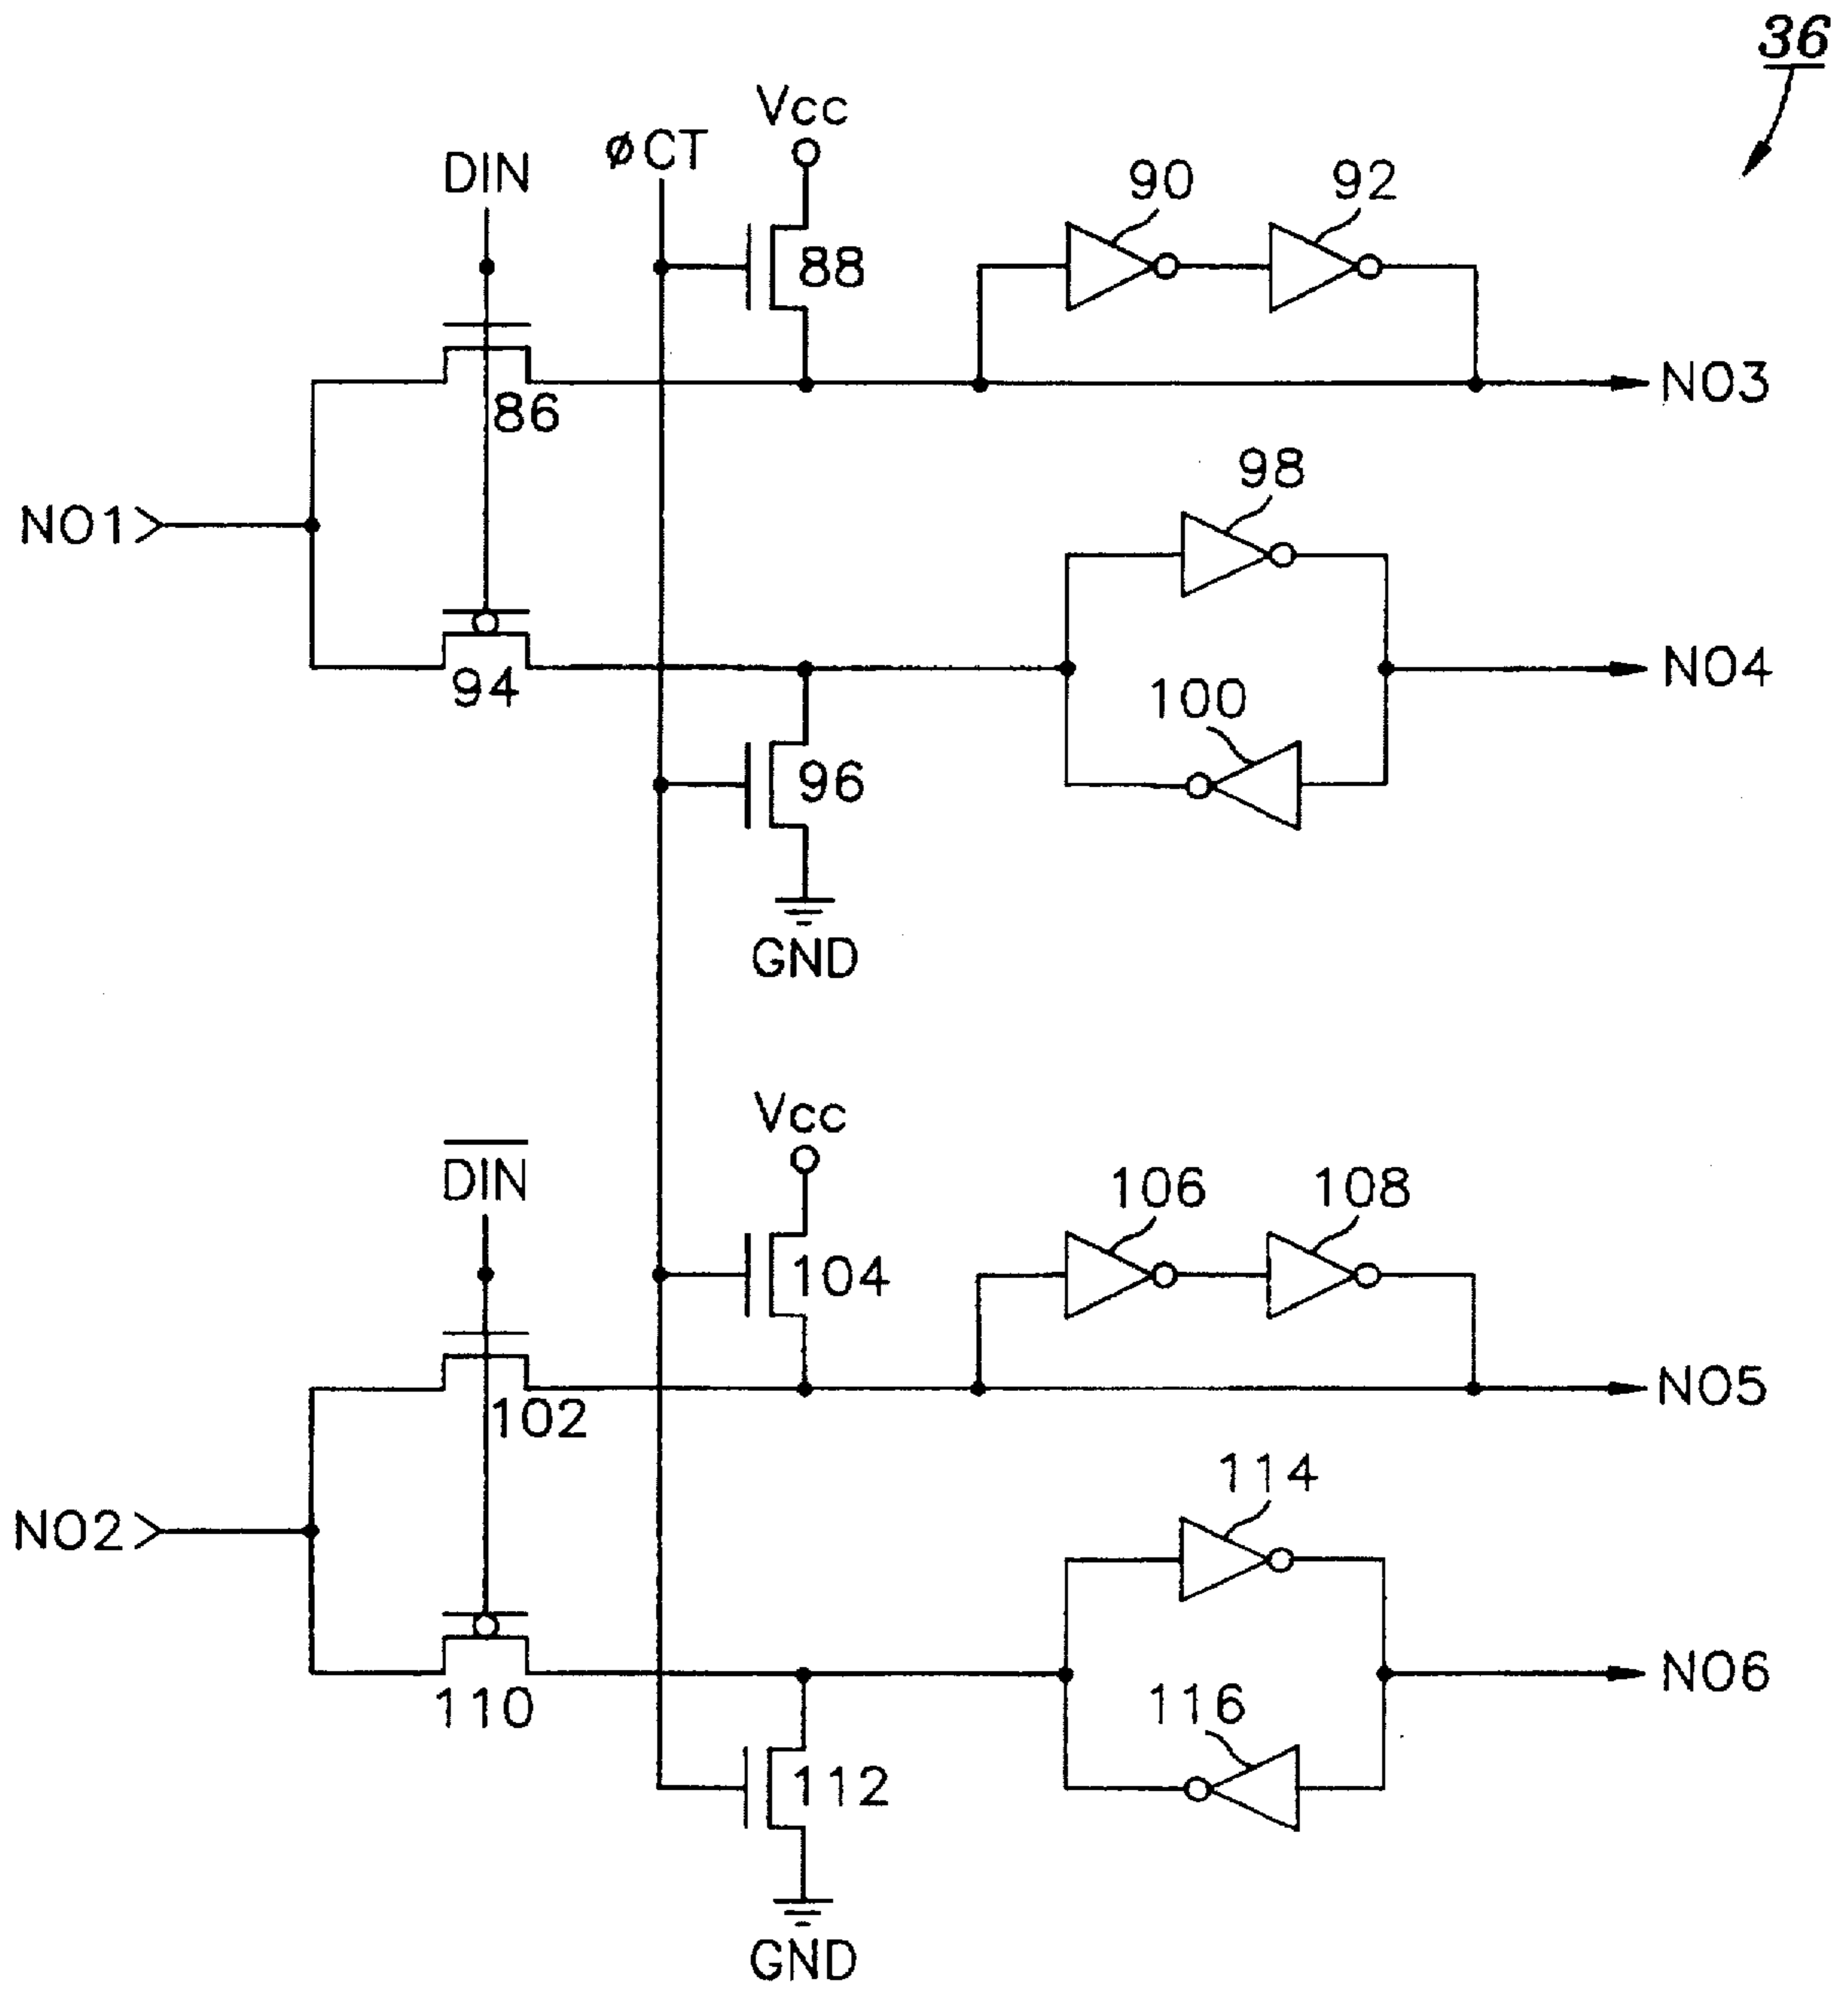 36
Vcc
øCT
DIN
90
92
88
86
98
NO1
NO3
94
100
NO4
96
GND
Vcc
DIN
106
108
104
102
NO5
114
NO2
110
116
NO6
112
GND